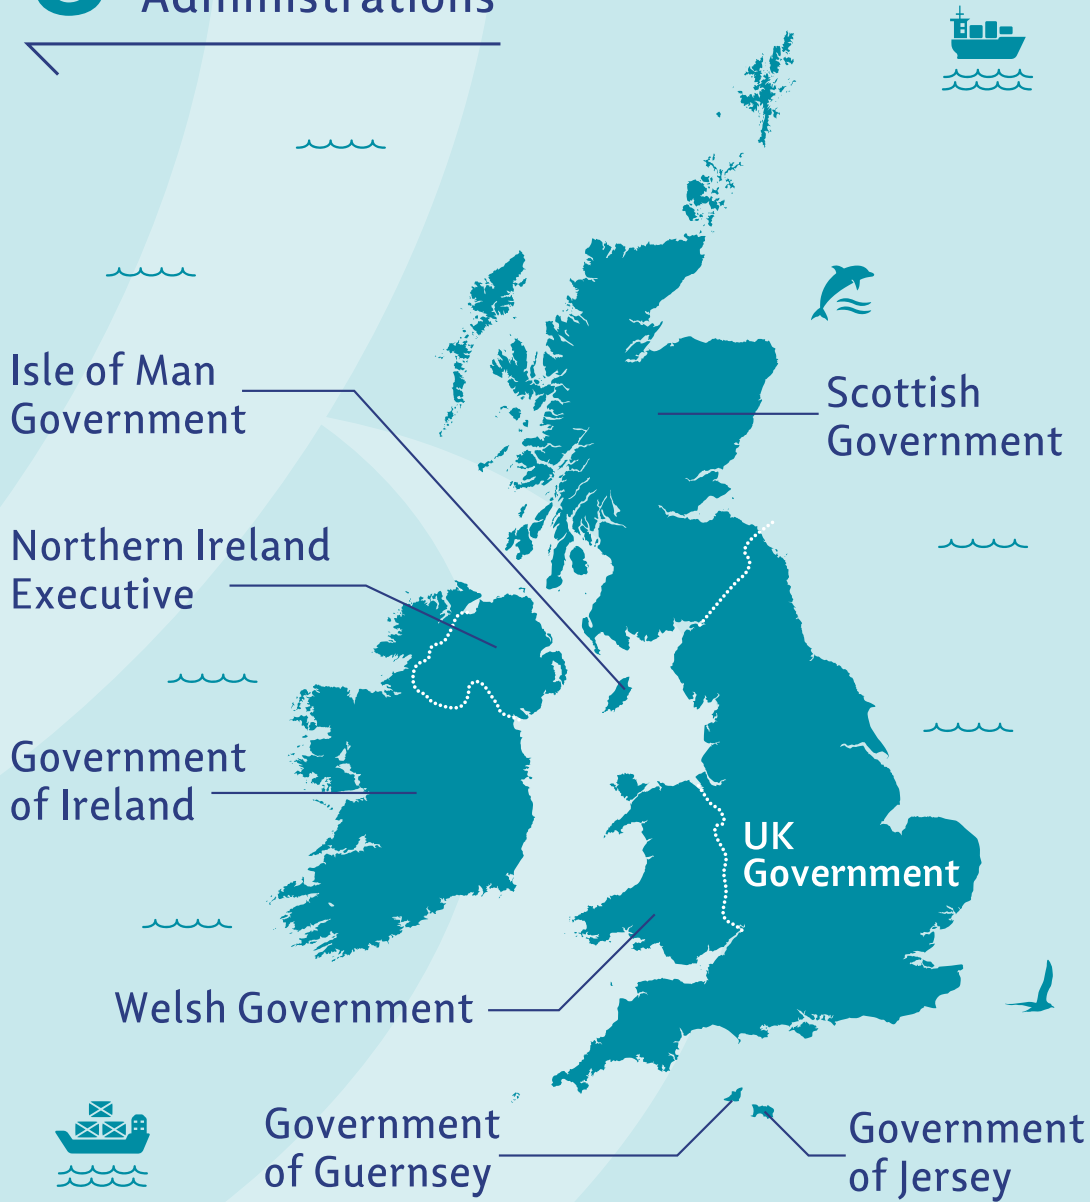 Administrations
Isle of Man
Government
Scottish
Government
Northern Ireland
Executive
Government
of Ireland
UK
Government
Welsh Government
Government
of Guernsey
Government
of Jersey